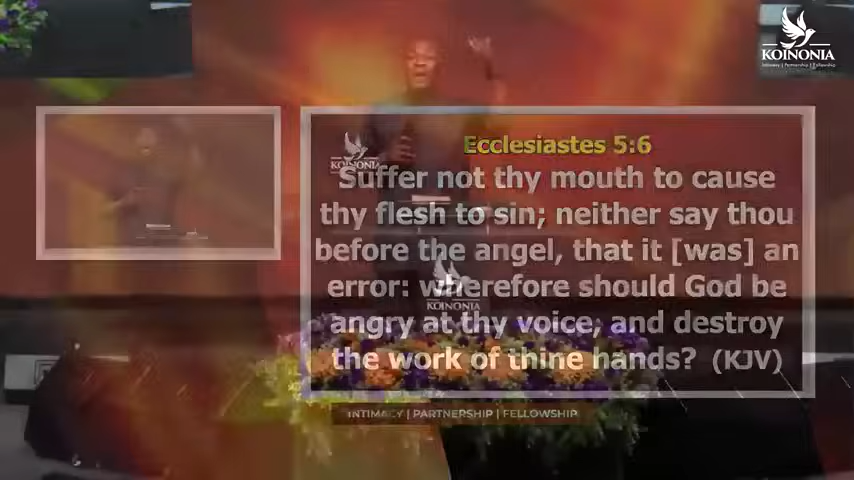 KOINONIA
Intimacy | Partnership | Fellowship
Ecclesiastes 5:6
KOINONIA
Suffer not thy mouth to cause
thy flesh to sin; neither say thou
before the angel, that it [was] an
error: wherefore should God be
KOINONIA
angry at thy voice, and destroy
the work of thine hands? (KJV)
INTIMACY | PARTNERSHIP | FELLOWSHIP